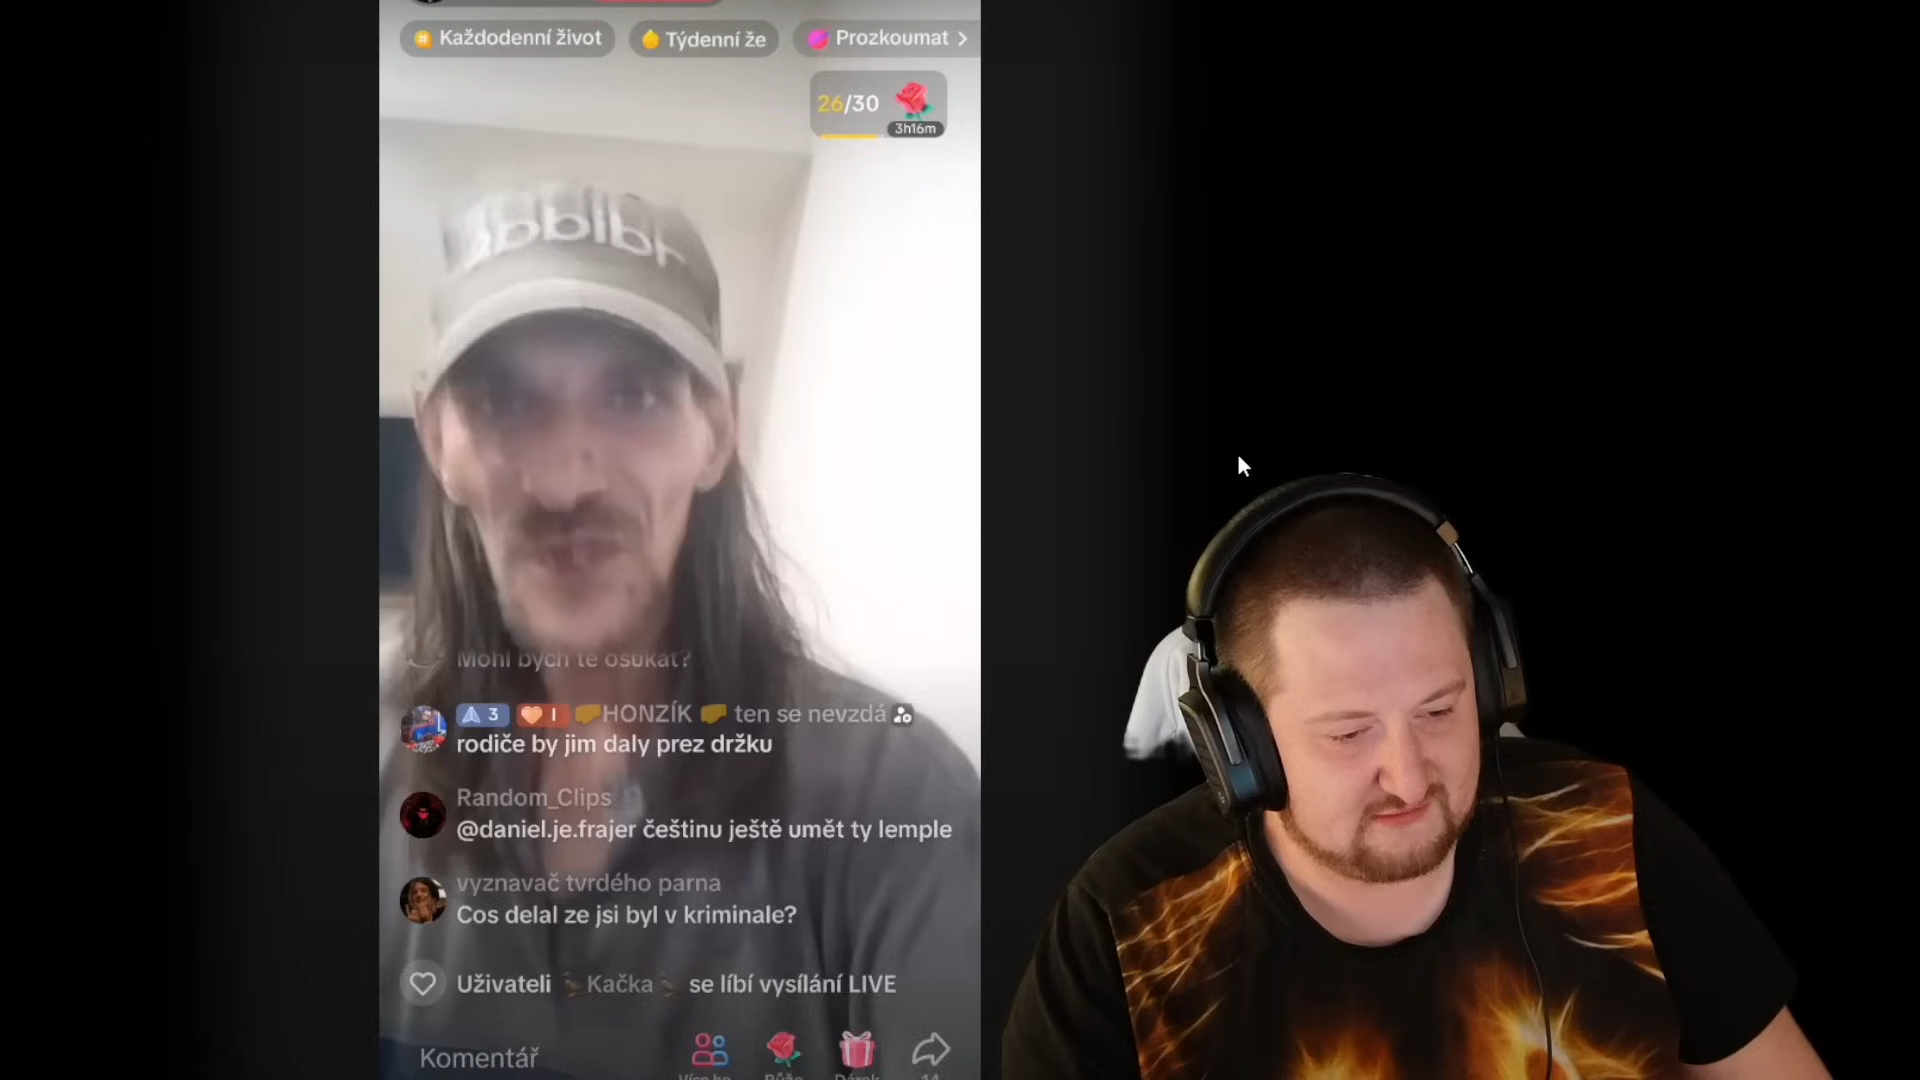 Každodenní život
Týdenní že
Prozkoumat
26/30
3h16m
Mohl bych te osukat?
3
I
HONZÍK
ten se nevzdá
rodiče by jim daly prez držku
Random_Clips
@daniel.je.frajer češtinu ještě umět ty lemple
vyznavač tvrdého parna
Cos delal ze jsi byl v kriminale?
Uživateli Kačka se líbí vysílání LIVE
Komentář